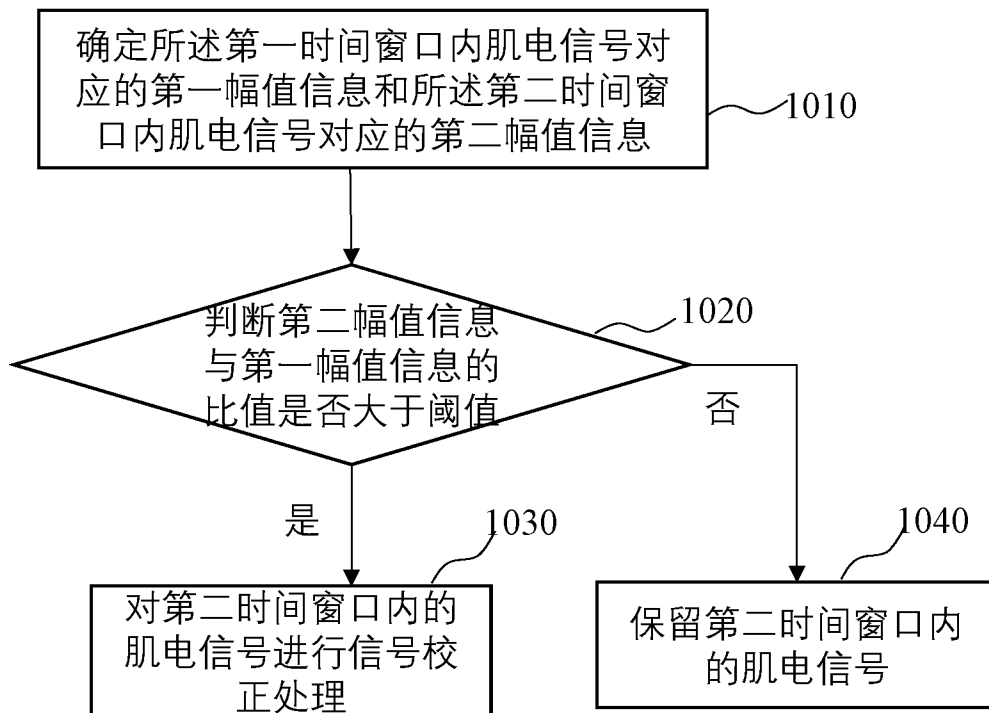 确定所述第一时间窗口内肌电信号对
应的第一幅值信息和所述第二时间窗
口内肌电信号对应的第二幅值信息
1010
判断第二幅值信息
与第一幅值信息的
比值是否大于阈值
1020
否
是
1030
1040
对第二时间窗口内的
肌电信号进行信号校
正处理
保留第二时间窗口内
的肌电信号